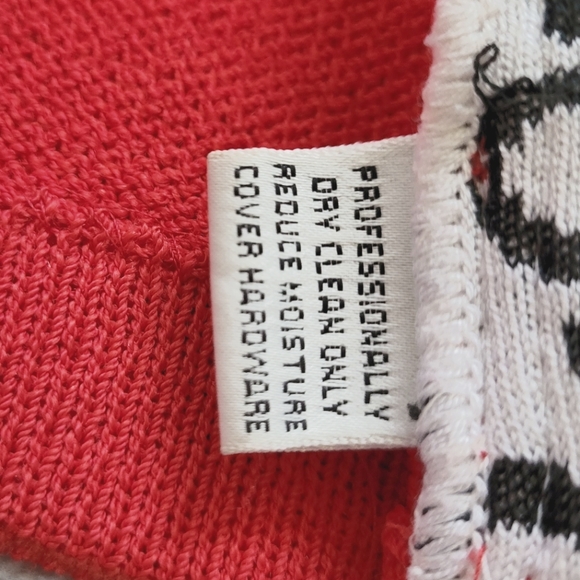 PROFESSIONALLY
DRY CLEAN ONLY
REDUCE MOISTURE
COVER HARDWARE